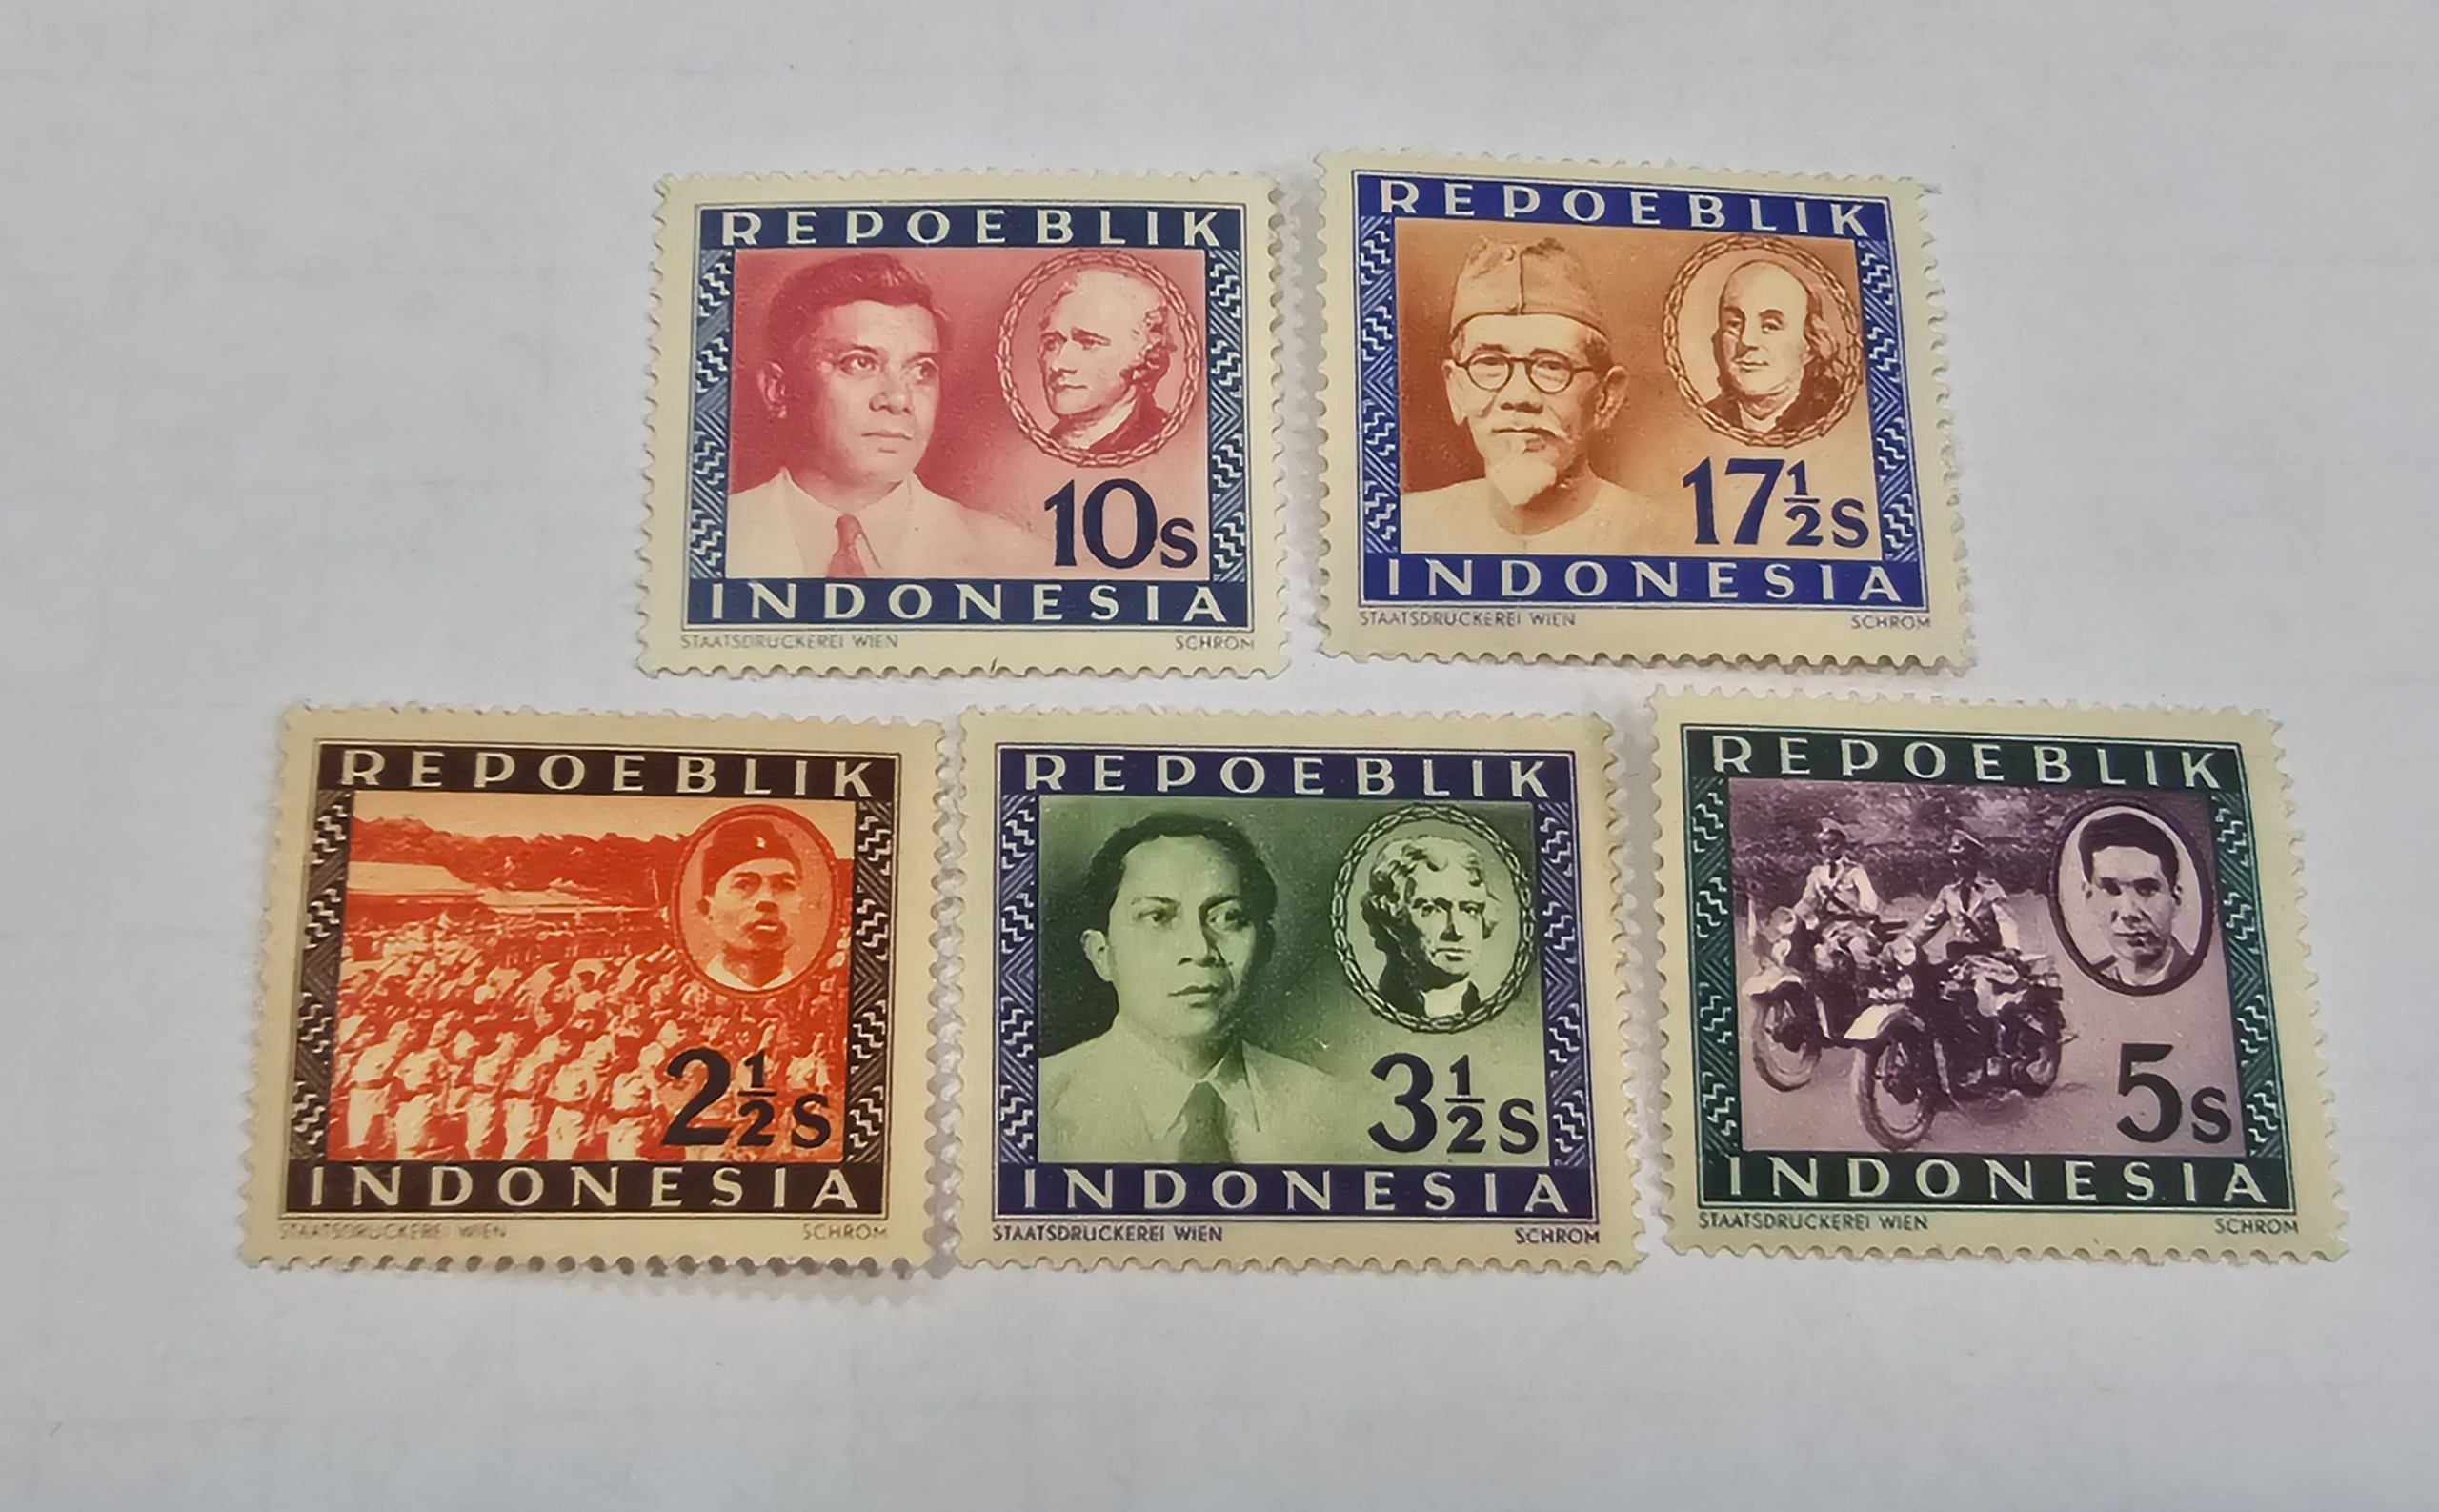 REPOEBLIK
10s
INDONESIA
STAATSDRUCKEREI WIEN SCHROM
REPOEBLIK
17½s
INDONESIA
STAATSDRUCKEREI WIEN SCHROM
REPOEBLIK
2½s
INDONESIA
STAATSDRUCKEREI WIEN SCHROM
REPOEBLIK
3½s
INDONESIA
STAATSDRUCKEREI WIEN SCHROM
REPOEBLIK
5s
INDONESIA
STAATSDRUCKEREI WIEN SCHROM